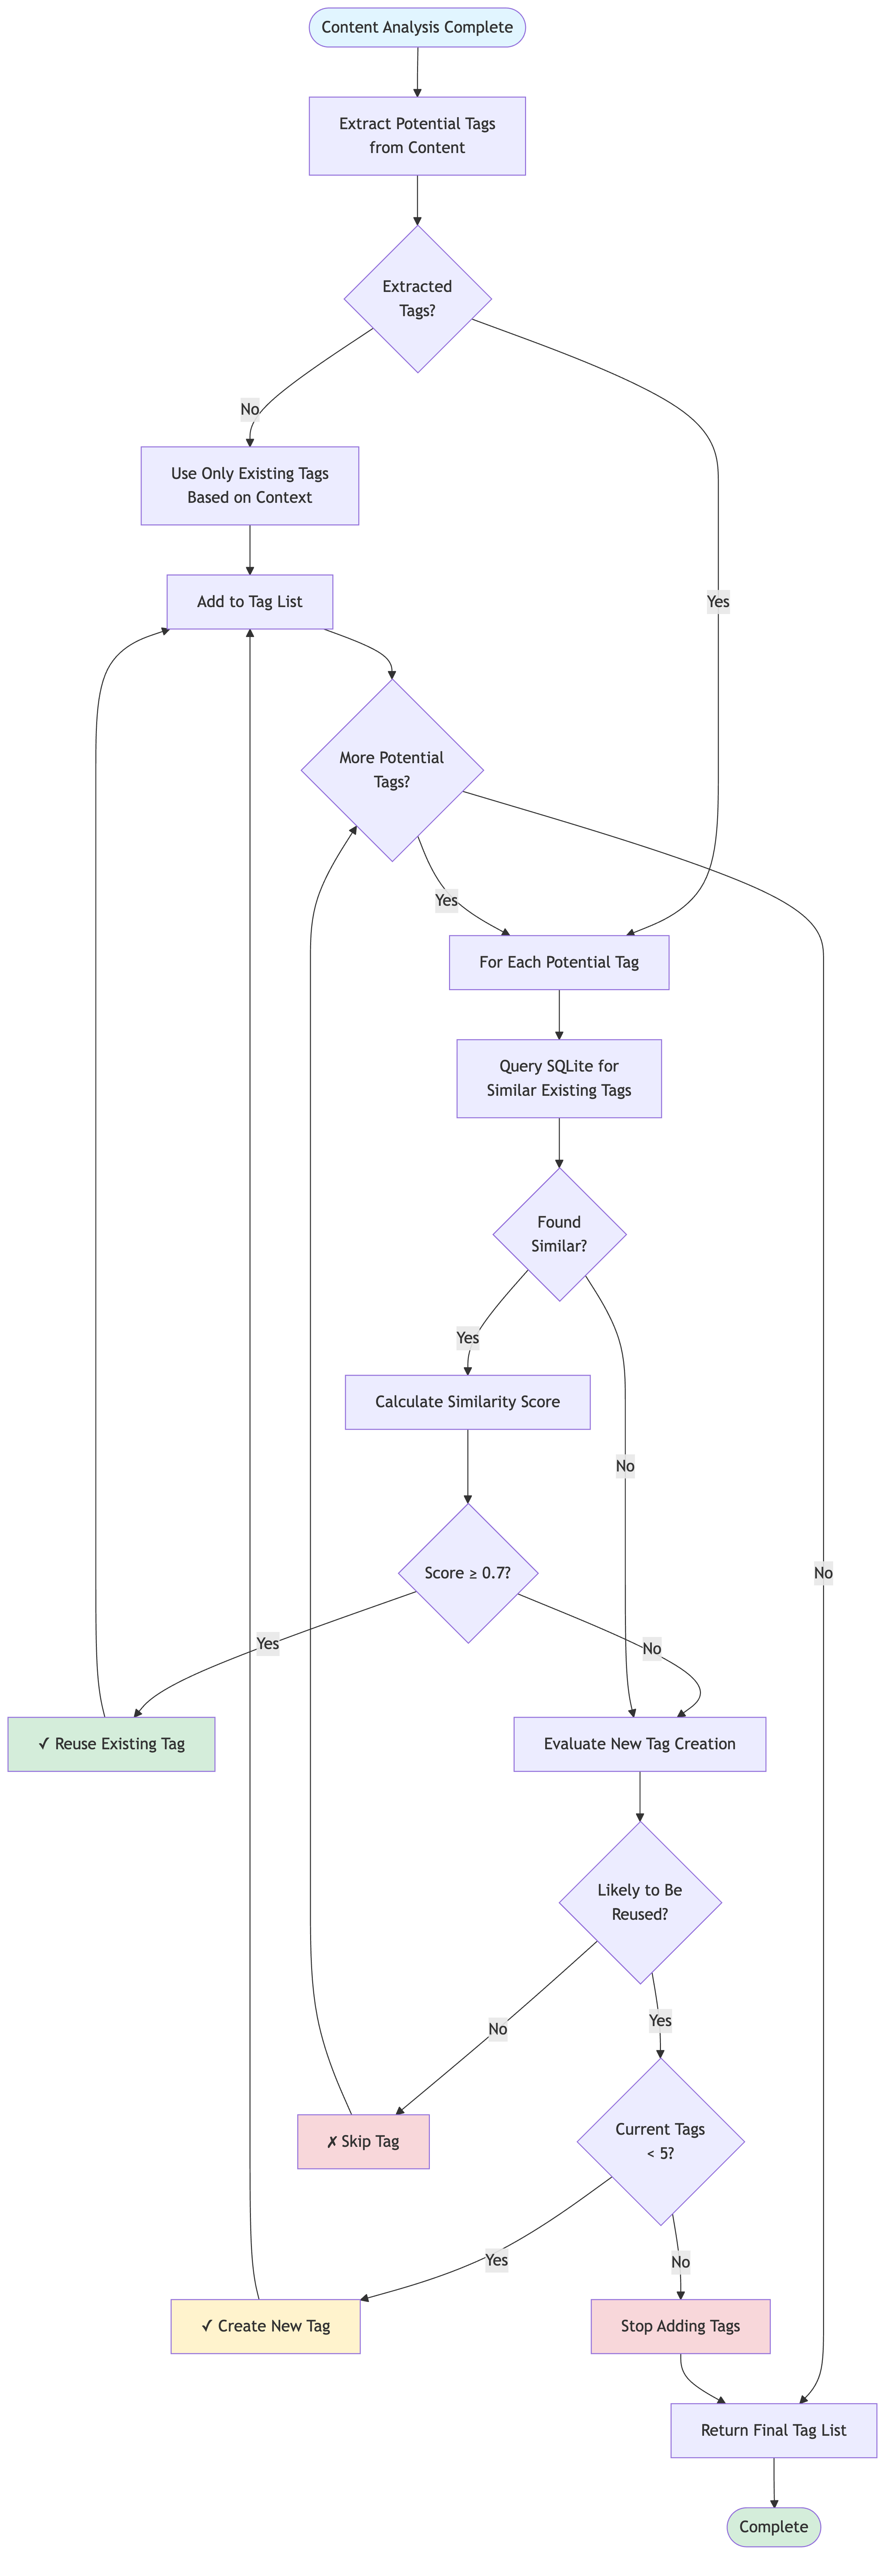 Content Analysis Complete
Extract Potential Tags
from Content
Extracted
Tags?
No
Use Only Existing Tags
Based on Context
Yes
Add to Tag List
More Potential
Tags?
Yes
For Each Potential Tag
Query SQLite for
Similar Existing Tags
Found
Similar?
Yes
Calculate Similarity Score
No
Score ≥ 0.7?
No
Yes
No
✓ Reuse Existing Tag
Evaluate New Tag Creation
Likely to Be
Reused?
Yes
No
Current Tags
< 5?
✗ Skip Tag
Yes
No
✓ Create New Tag
Stop Adding Tags
Return Final Tag List
Complete